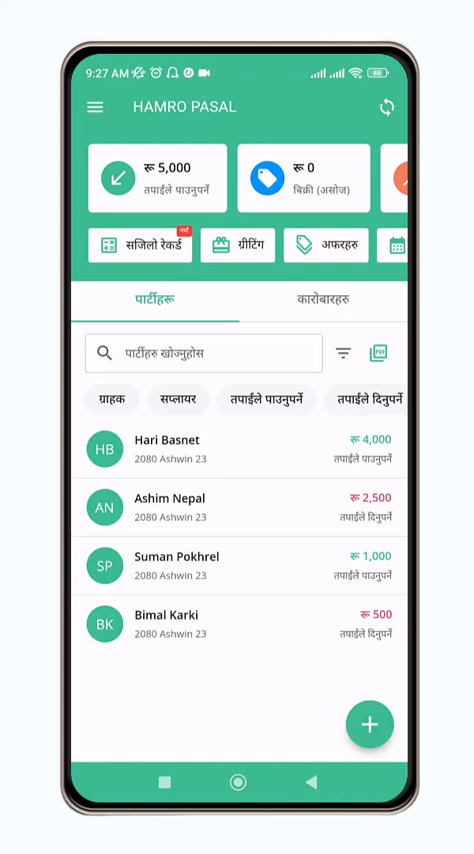 9:27 AM
88
HAMRO PASAL
रू 5,000
तपाईंले पाउनुपर्ने
रू 0
बिक्री (असोज)
सजिलो रेकर्ड
नयाँ
ग्रीटिंग
अफरहरु
पार्टीहरू
कारोबारहरु
पार्टीहरु खोज्नुहोस
PDF
ग्राहक
सप्लायर
तपाईंले पाउनुपर्ने
तपाईंले दिनुपर्ने
HB
Hari Basnet
रू 4,000
2080 Ashwin 23
तपाईंले पाउनुपर्ने
AN
Ashim Nepal
रू 2,500
2080 Ashwin 23
तपाईंले दिनुपर्ने
SP
Suman Pokhrel
रू 1,000
2080 Ashwin 23
तपाईंले पाउनुपर्ने
BK
Bimal Karki
रू 500
2080 Ashwin 23
तपाईंले दिनुपर्ने